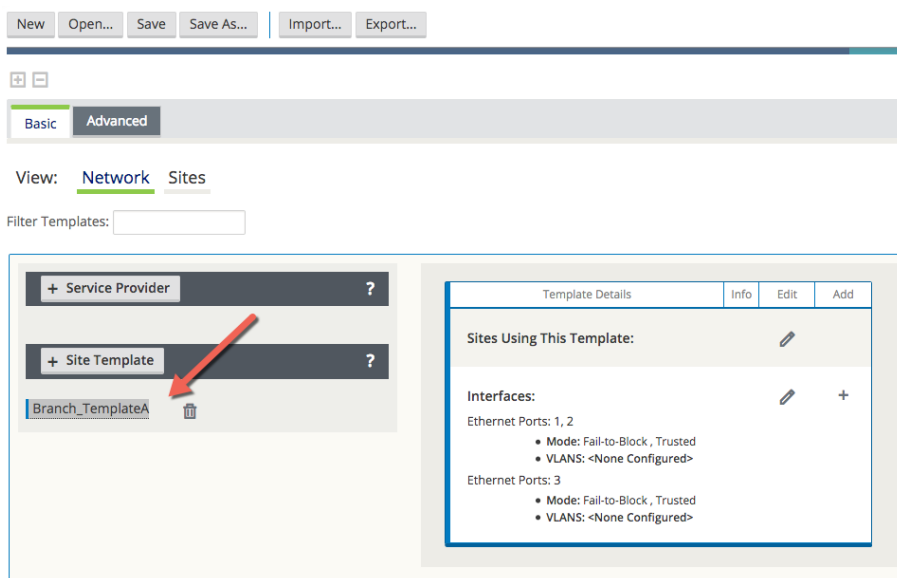 New Open... Save Save As... Import... Export...
Basic Advanced
View: Network Sites
Filter Templates:
+ Service Provider ?
Template Details Info Edit Add
Sites Using This Template:
+ Site Template ?
Branch_TemplateA
Interfaces: +
Ethernet Ports: 1, 2
• Mode: Fail-to-Block , Trusted
• VLANS: <None Configured>
Ethernet Ports: 3
• Mode: Fail-to-Block , Trusted
• VLANS: <None Configured>